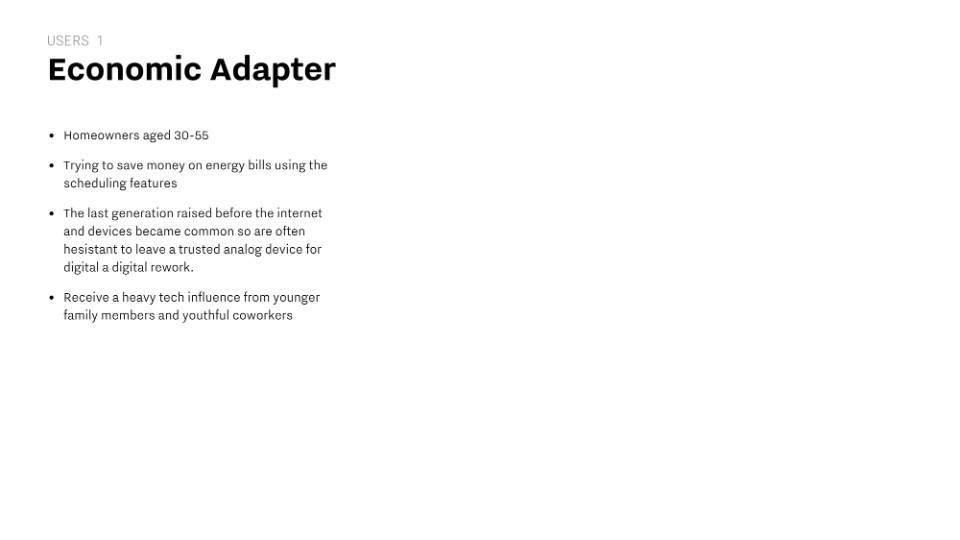 USERS 1
Economic Adapter
• Homeowners aged 30-55
• Trying to save money on energy bills using the
scheduling features
• The last generation raised before the internet
and devices became common so are often
hesistant to leave a trusted analog device for
digital a digital rework.
• Receive a heavy tech influence from younger
family members and youthful coworkers